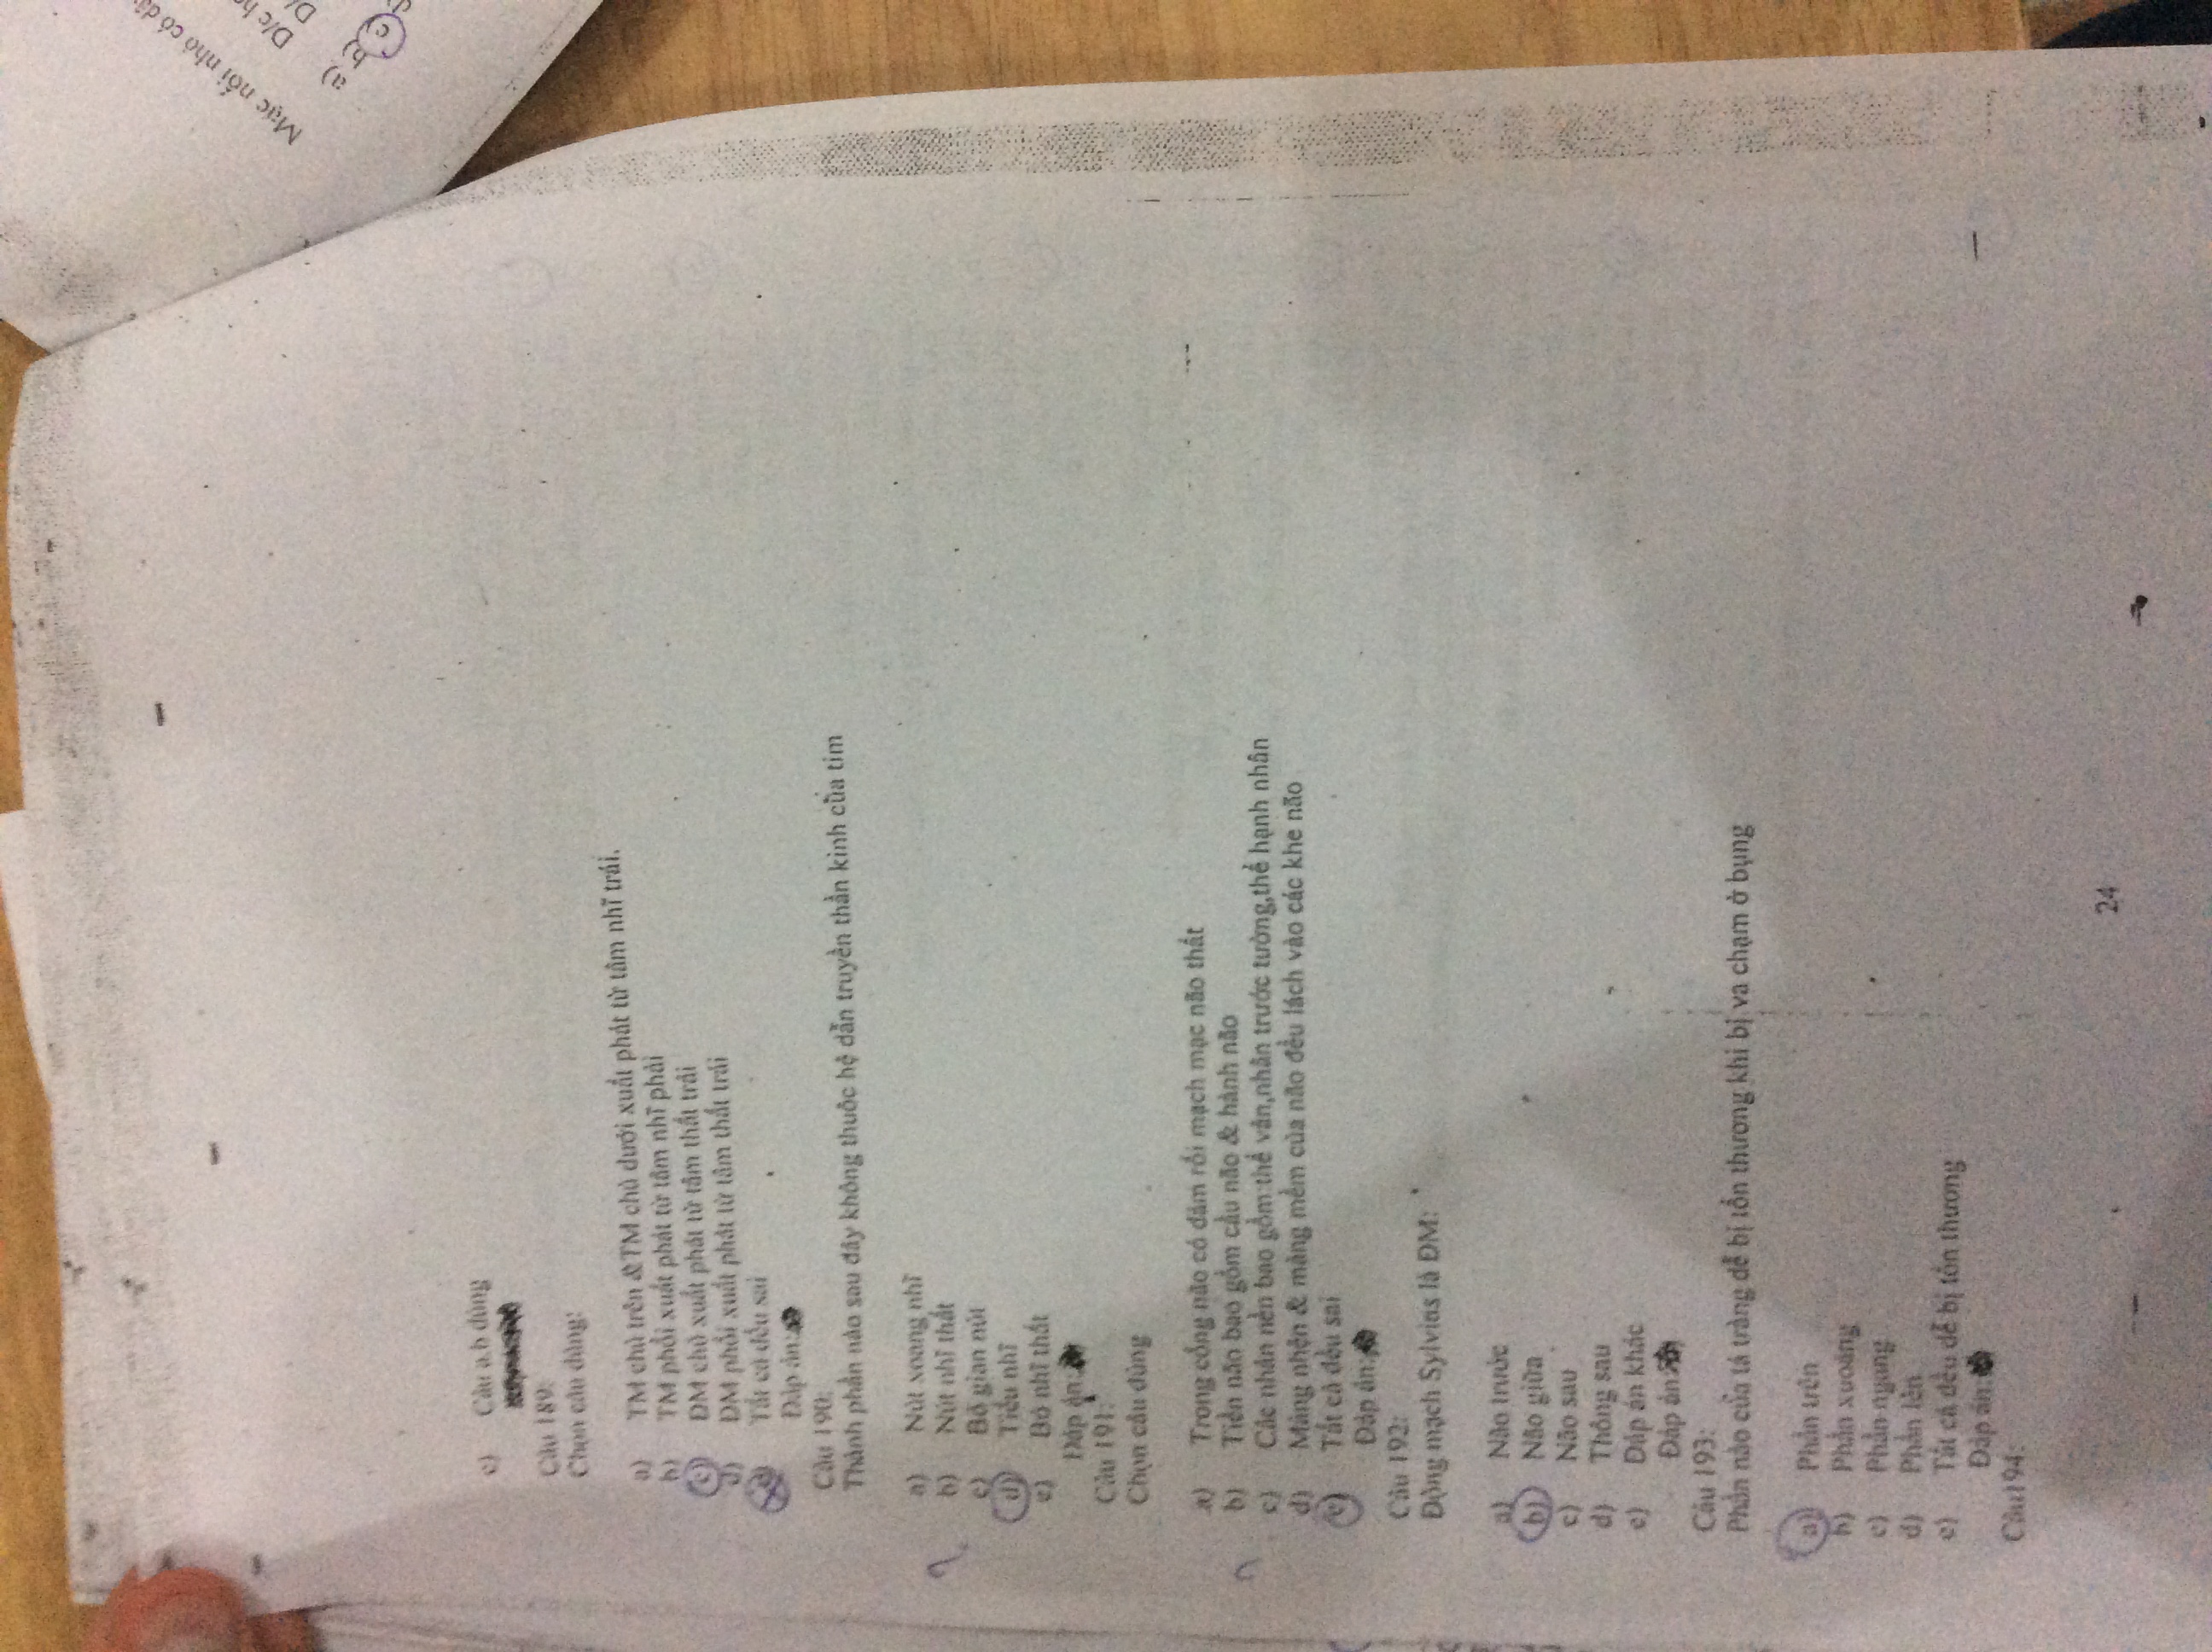 e) Câu a.b đúng
Câu 189:
Chọn câu đúng:
a) TM chủ trên &TM chủ dưới xuất phát từ tâm nhĩ trái.
b) TM phổi xuất phát từ tâm nhĩ phải
c) ĐM chủ xuất phát từ tâm thất trái
d) ĐM phổi xuất phát từ tâm thất trái
e) Tất cả đều sai
Đáp án:
Câu 190:
Thành phần nào sau đây không thuộc hệ dẫn truyền thần kinh của tim
a) Nút xoang nhĩ
? b) Nút nhĩ thất
c) Bó gian nút
d) Tiểu nhĩ
e) Bó nhĩ thất
Đáp án:
Câu 191:
Chọn câu đúng
a) Trong cống não có đám rối mạch mạc não thất
? b) Tiền não bao gồm cầu não & hành não
c) Các nhân nền bao gồm:thể vân,nhân trước tường,thể hạnh nhân
d) Màng nhện & màng mềm của não đều lách vào các khe não
e) Tất cả đều sai
Đáp án:
Câu 192:
Động mạch Sylvius là ĐM:
a) Não trước
b) Não giữa
c) Não sau
d) Thông sau
e) Đáp án khác
Đáp án:
Câu 193:
Phần nào của tá tràng dễ bị tổn thương khi bị va chạm ở bụng
a) Phần trên
b) Phần xuoáng
c) Phần ngang
d) Phần lên
e) Tất cả đều dễ bị tổn thương
Đáp án:
Câu194:
24
Mạc nối nhỏ có
a) D/c
b)
c)